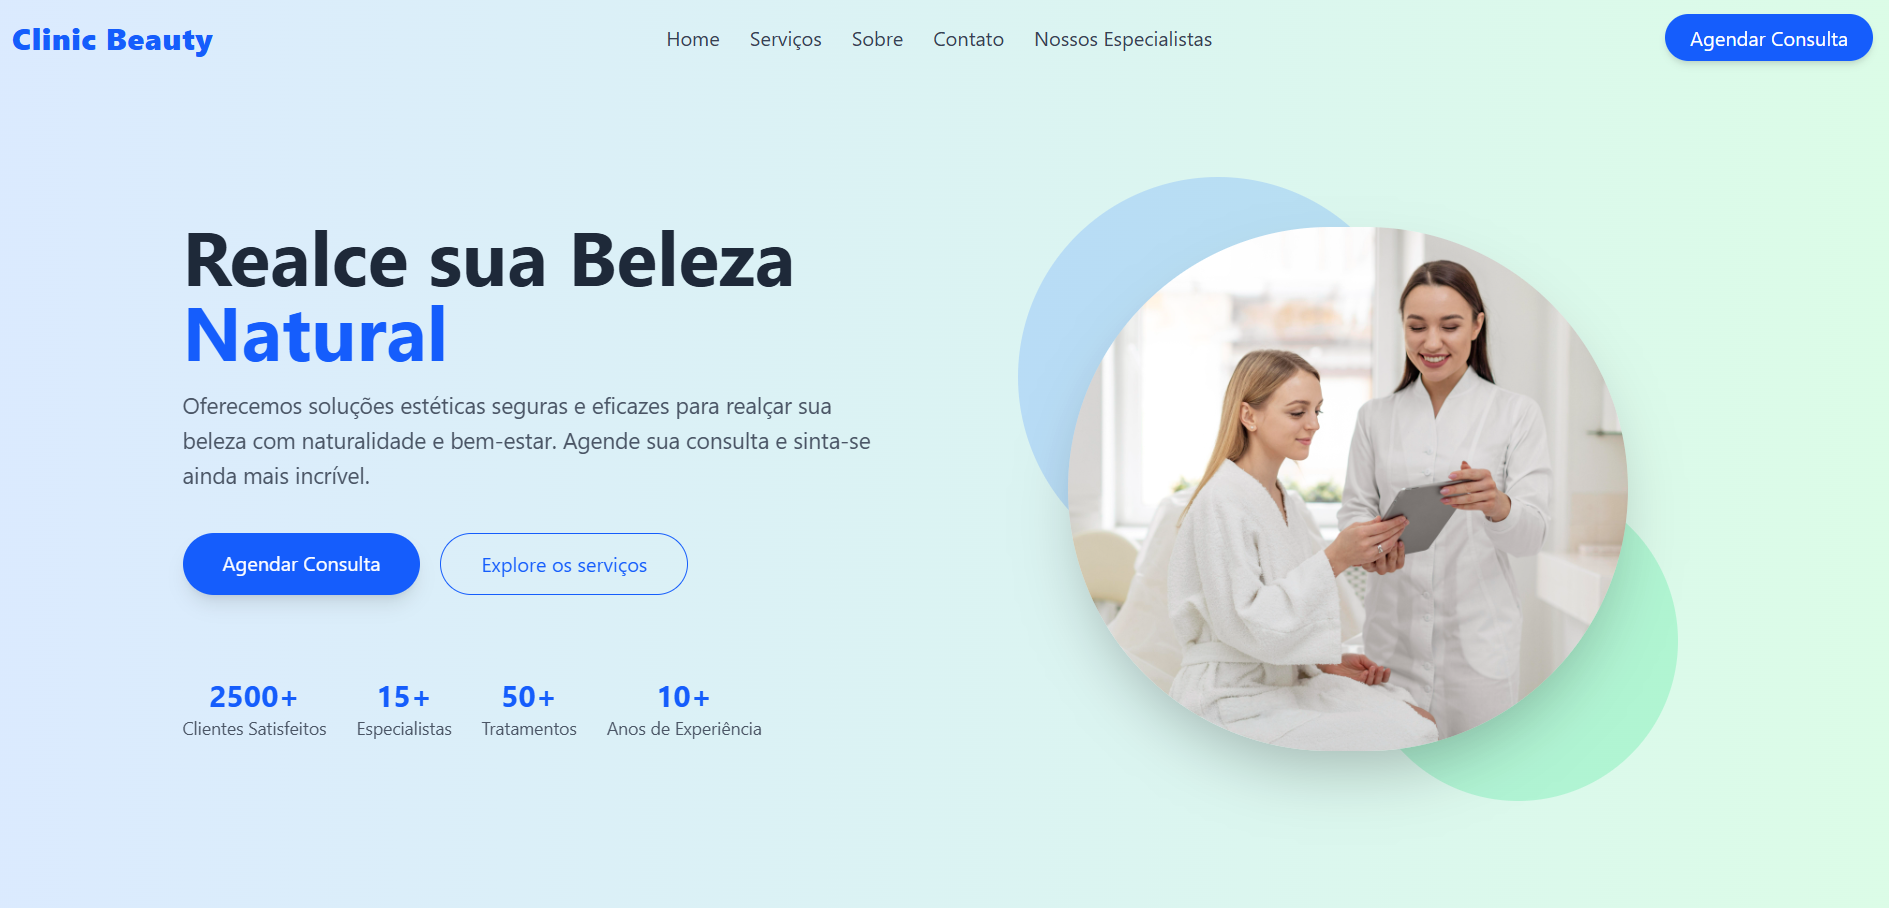 Clinic Beauty
Home
Serviços
Sobre
Contato
Nossos Especialistas
Agendar Consulta
Realce sua Beleza
Natural
Oferecemos soluções estéticas seguras e eficazes para realçar sua
beleza com naturalidade e bem-estar. Agende sua consulta e sinta-se
ainda mais incrível.
Agendar Consulta
Explore os serviços
2500+
Clientes Satisfeitos
15+
Especialistas
50+
Tratamentos
10+
Anos de Experiência